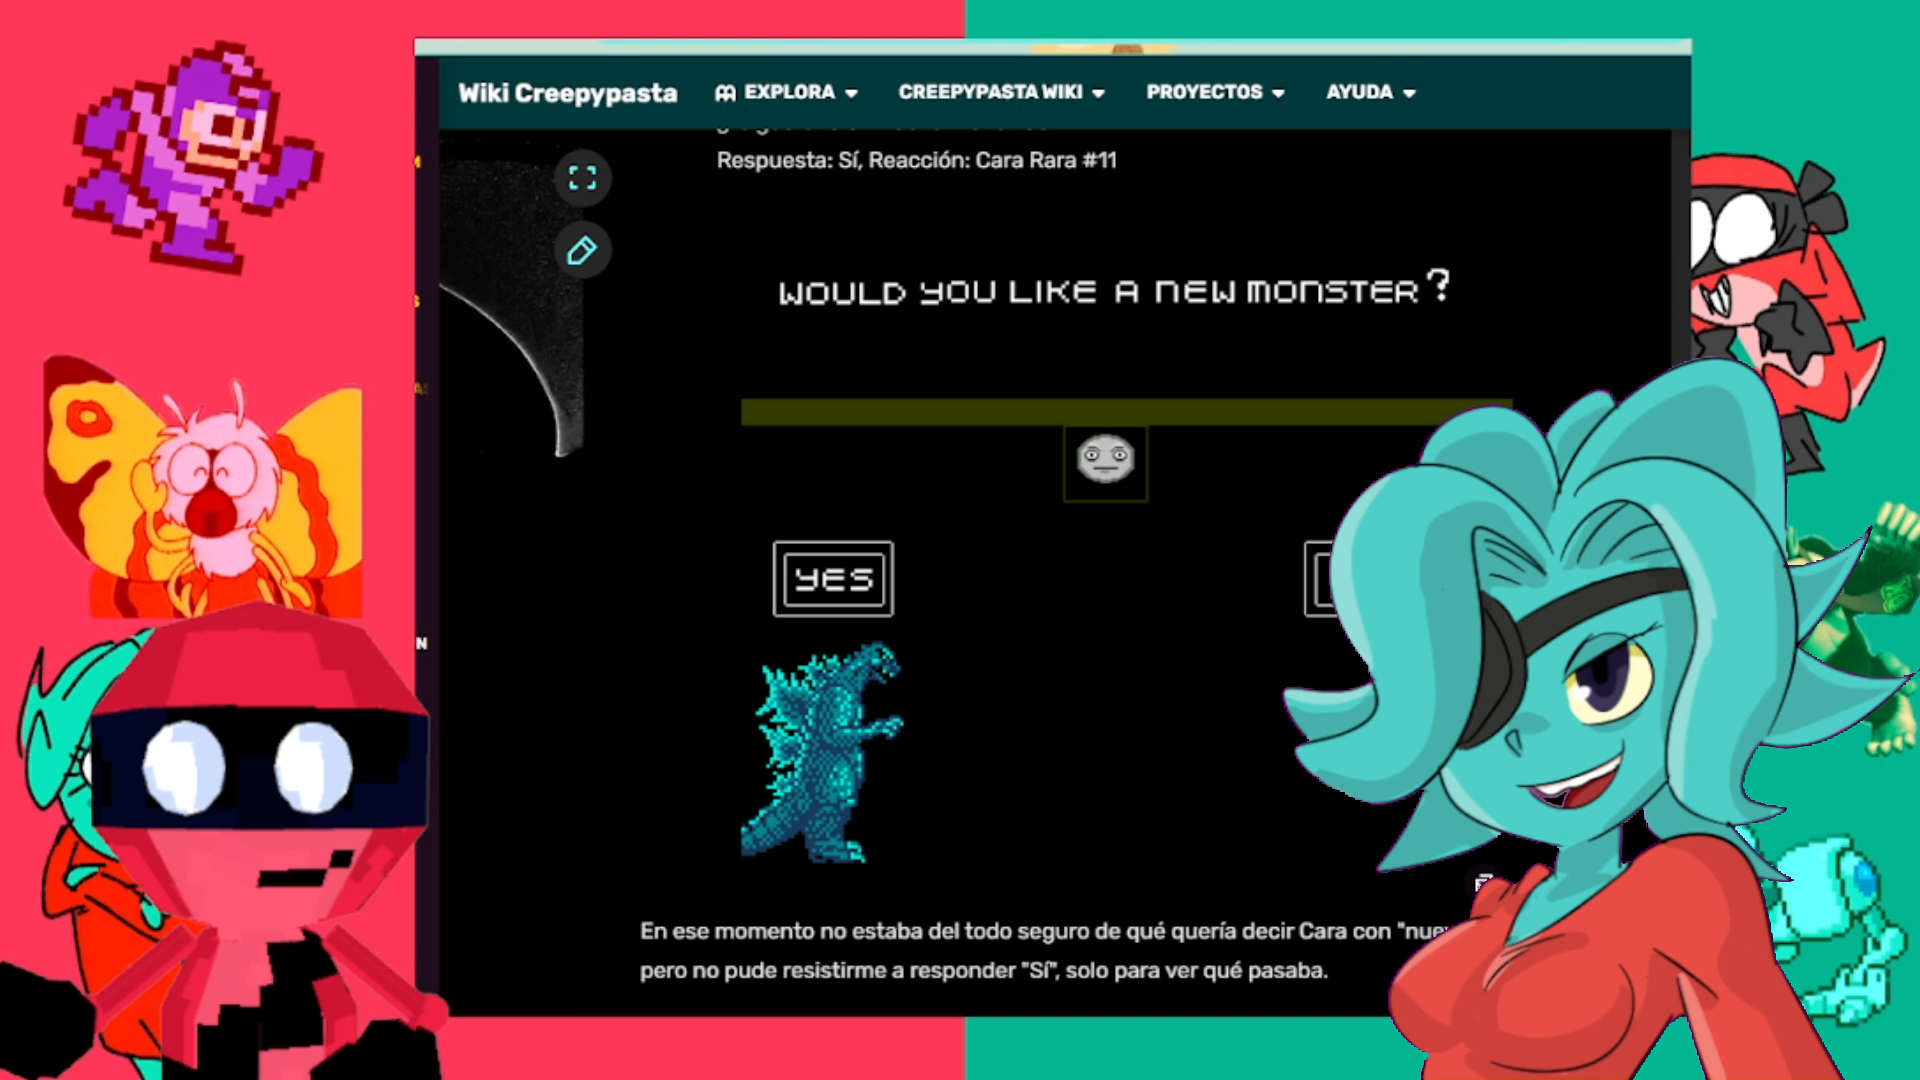 Wiki Creepypasta EXPLORA CREEPYPASTA WIKI PROYECTOS AYUDA
Respuesta: Sí, Reacción: Cara Rara #11
WOULD YOU LIKE A NEW MONSTER?
YES
N
En ese momento no estaba del todo seguro de qué quería decir Cara con
pero no pude resistirme a responder "Sí", solo para ver qué pasaba.